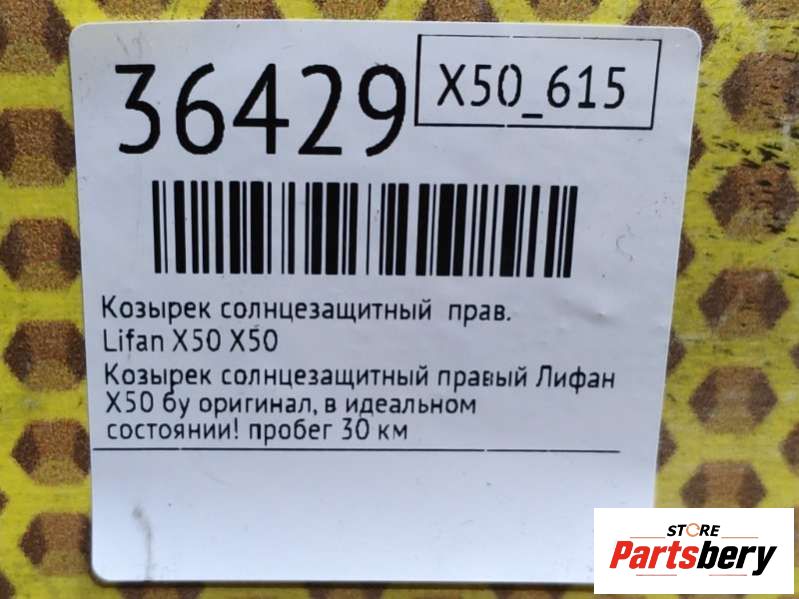 36429
X50_615
Козырек солнцезащитный прав.
Lifan X50 X50
Козырек солнцезащитный правый Лифан
X50 бу оригинал, в идеальном
состоянии! пробег 30 км
STORE
Partsbery